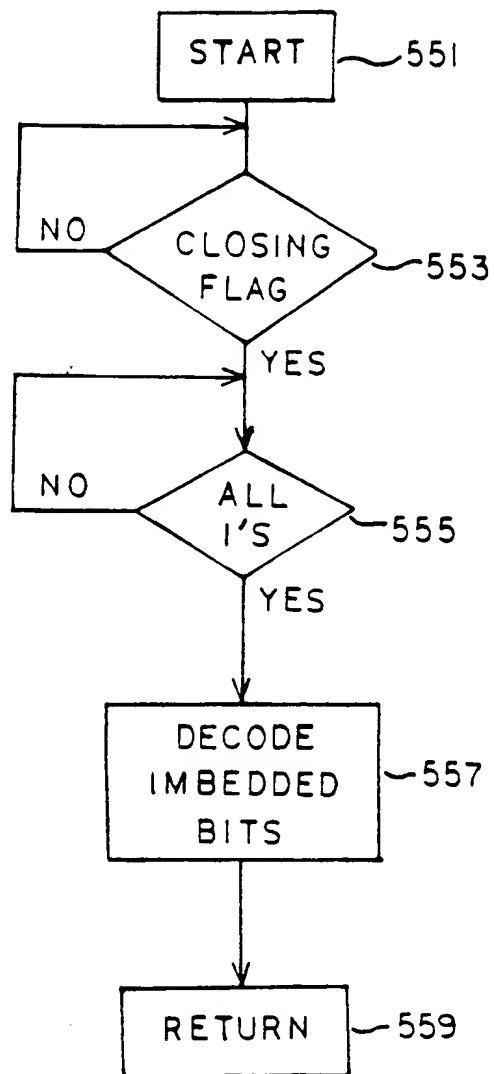 START
551
NO
CLOSING
FLAG
553
YES
NO
ALL
1'S
555
YES
DECODE
IMBEDDED
BITS
557
RETURN
559